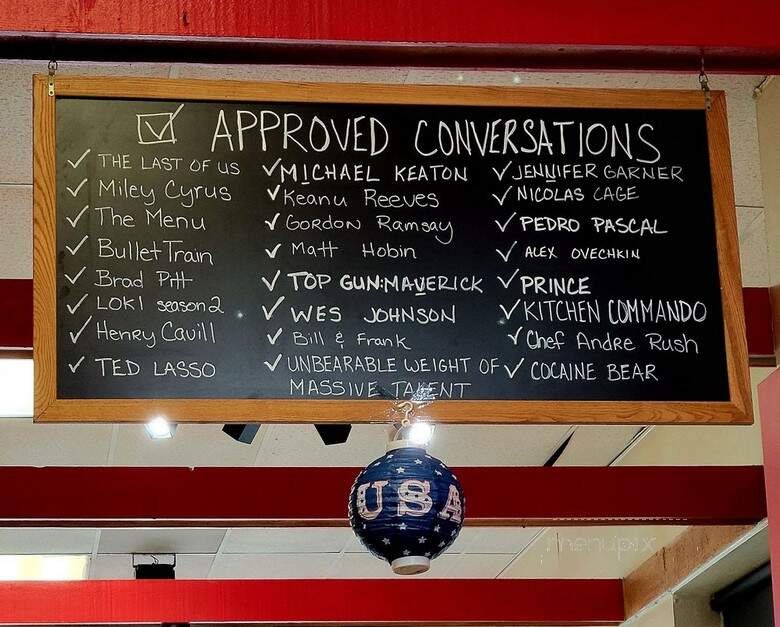 ☑ APPROVED CONVERSATIONS
✓ THE LAST OF US
✓ Miley Cyrus
✓ The Menu
✓ Bullet Train
✓ Brad Pitt
✓ LOKI season 2
✓ Henry Cavill
✓ TED LASSO
✓ MICHAEL KEATON
✓ Keanu Reeves
✓ Gordon Ramsay
✓ Matt Hobin
✓ TOP GUN: MAVERICK
✓ WES JOHNSON
✓ Bill & Frank
✓ UNBEARABLE WEIGHT OF
MASSIVE TALENT
✓ JENNIFER GARNER
✓ NICOLAS CAGE
✓ PEDRO PASCAL
✓ ALEX OVECHKIN
✓ PRINCE
✓ KITCHEN COMMANDO
✓ Chef Andre Rush
✓ COCAINE BEAR
USA
menupix